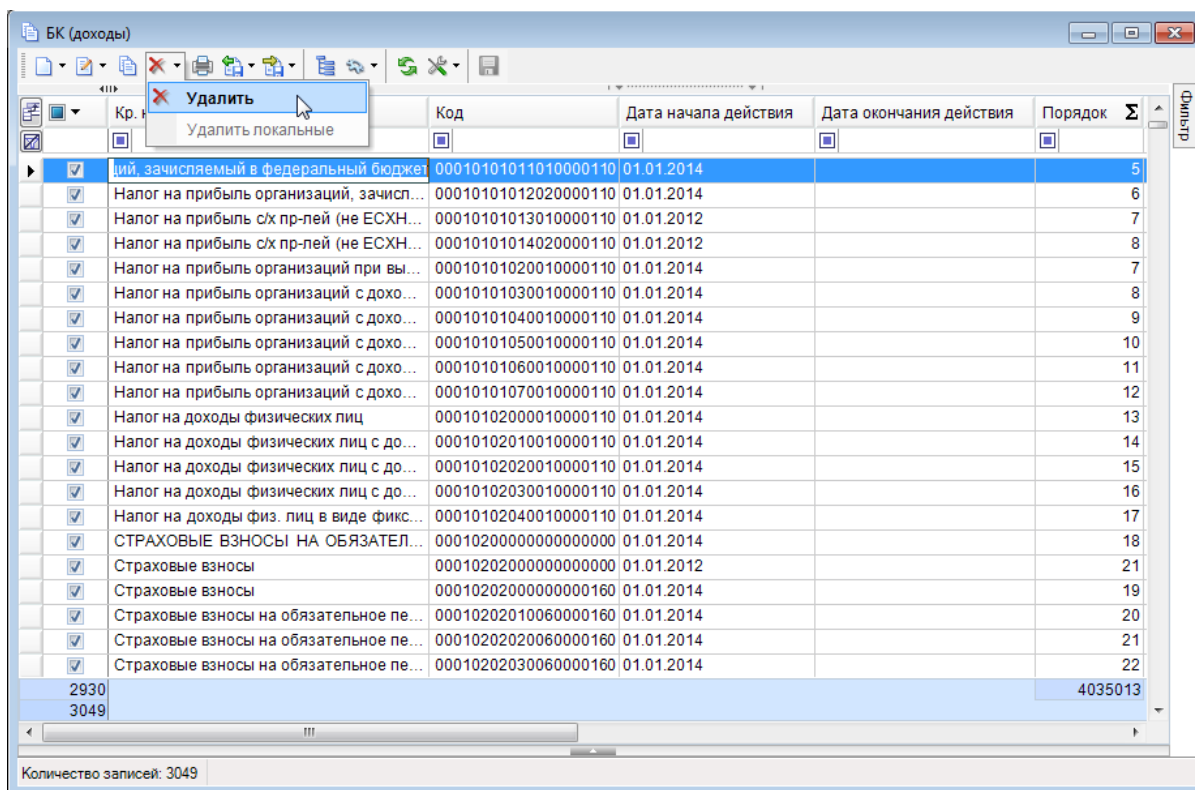 БК (доходы)
Удалить
Удалить локальные
Кр. Код Дата начала действия Дата окончания действия Порядок Σ
Фильтр
ций, зачисляемый в федеральный бюджет 00010101011010000110 01.01.2014 5
Налог на прибыль организаций, зачисл... 00010101012020000110 01.01.2014 6
Налог на прибыль с/х пр-лей (не ЕСХН... 00010101013010000110 01.01.2012 7
Налог на прибыль с/х пр-лей (не ЕСХН... 00010101014020000110 01.01.2012 8
Налог на прибыль организаций при вы... 00010101020010000110 01.01.2014 7
Налог на прибыль организаций с дохо... 00010101030010000110 01.01.2014 8
Налог на прибыль организаций с дохо... 00010101040010000110 01.01.2014 9
Налог на прибыль организаций с дохо... 00010101050010000110 01.01.2014 10
Налог на прибыль организаций с дохо... 00010101060010000110 01.01.2014 11
Налог на прибыль организаций с дохо... 00010101070010000110 01.01.2014 12
Налог на доходы физических лиц 00010102000010000110 01.01.2014 13
Налог на доходы физических лиц с до... 00010102010010000110 01.01.2014 14
Налог на доходы физических лиц с до... 00010102020010000110 01.01.2014 15
Налог на доходы физических лиц с до... 00010102030010000110 01.01.2014 16
Налог на доходы физ. лиц в виде фикс... 00010102040010000110 01.01.2014 17
СТРАХОВЫЕ ВЗНОСЫ НА ОБЯЗАТЕЛ... 00010200000000000000 01.01.2014 18
Страховые взносы 00010202000000000000 01.01.2012 21
Страховые взносы 00010202000000000160 01.01.2014 19
Страховые взносы на обязательное пе... 00010202010060000160 01.01.2014 20
Страховые взносы на обязательное пе... 00010202020060000160 01.01.2014 21
Страховые взносы на обязательное пе... 00010202030060000160 01.01.2014 22
2930 4035013
3049
Количество записей: 3049